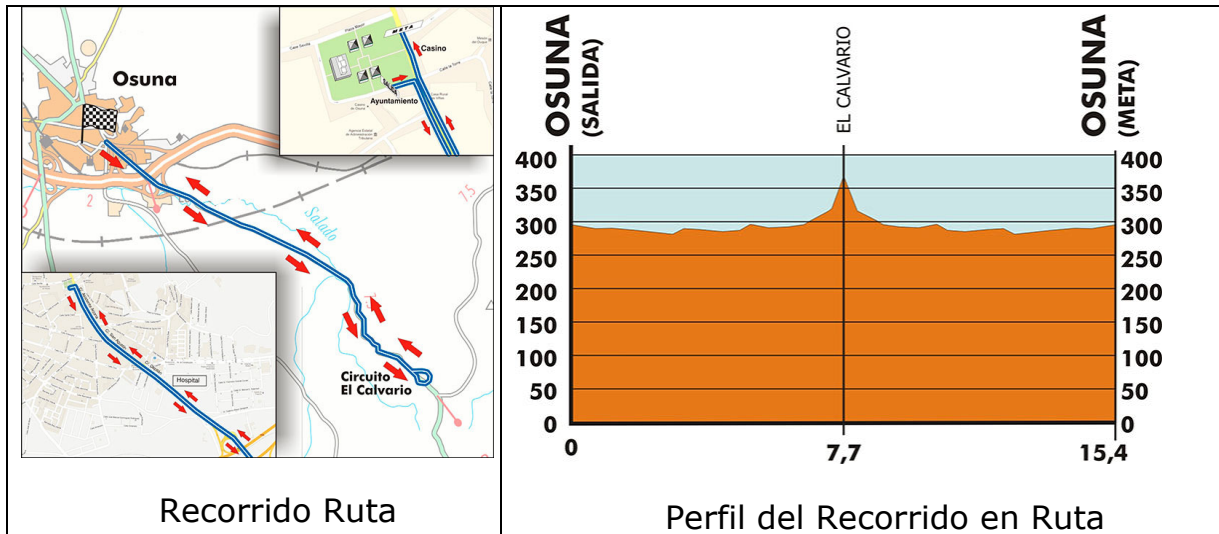 Osuna
META
Casino
Ayuntamiento
2
15
Salado
Hospital
Circuito
El Calvario
Recorrido Ruta
OSUNA
(SALIDA)
EL CALVARIO
OSUNA
(META)
400 400
350 350
300 300
250 250
200 200
150 150
100 100
50 50
0 0
0 7,7 15,4
Perfil del Recorrido en Ruta